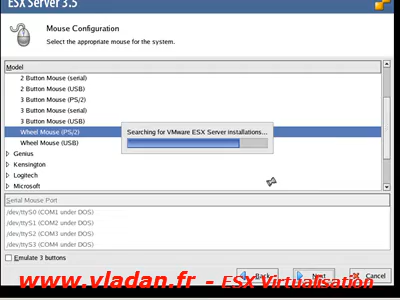 ESX Server 3.5
Mouse Configuration
Select the appropriate mouse for the system.
Model
2 Button Mouse (serial)
2 Button Mouse (USB)
3 Button Mouse (PS/2)
3 Button Mouse (serial)
3 Button Mouse (USB)
Wheel Mouse (PS/2)
Wheel Mouse (USB)
Genius
Kensington
Logitech
Microsoft
Searching for VMware ESX Server installations...
Serial Mouse Port
/dev/ttyS0 (COM1 under DOS)
/dev/ttyS1 (COM2 under DOS)
/dev/ttyS2 (COM3 under DOS)
/dev/ttyS3 (COM4 under DOS)
Emulate 3 buttons
Back Next Cancel
www.vladan.fr - ESX Virtualisation